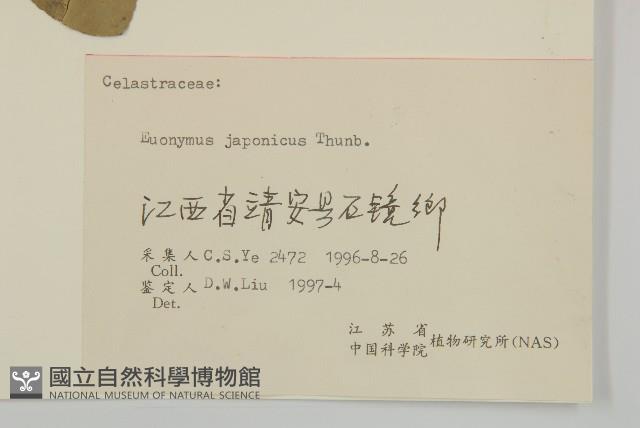 Celastraceae:
Euonymus japonicus Thunb.
江西省靖安县石镜鄉
采集人 C.S.Ye 2472 1996-8-26
Coll.
鉴定人 D.W.Liu 1997-4
Det.
江苏省
中国科学院 植物研究所(NAS)
國立自然科學博物館
NATIONAL MUSEUM OF NATURAL SCIENCE